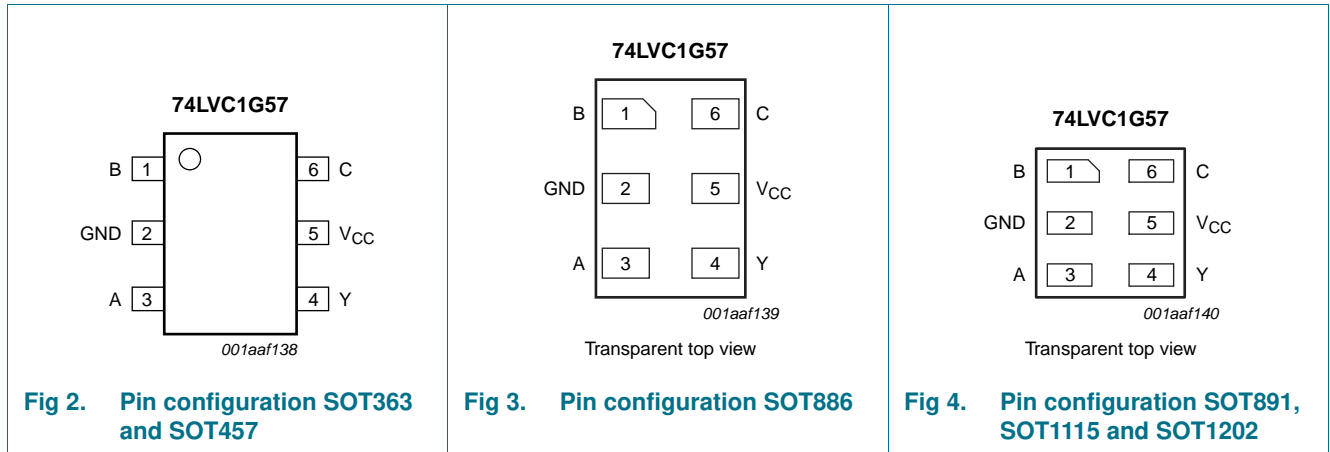 74LVC1G57
B 1 6 C
GND 2 5 VCC
A 3 4 Y
001aaf138
Fig 2. Pin configuration SOT363
and SOT457
74LVC1G57
B 1 6 C
GND 2 5 VCC
A 3 4 Y
001aaf139
Transparent top view
Fig 3. Pin configuration SOT886
74LVC1G57
B 1 6 C
GND 2 5 VCC
A 3 4 Y
001aaf140
Transparent top view
Fig 4. Pin configuration SOT891,
SOT1115 and SOT1202